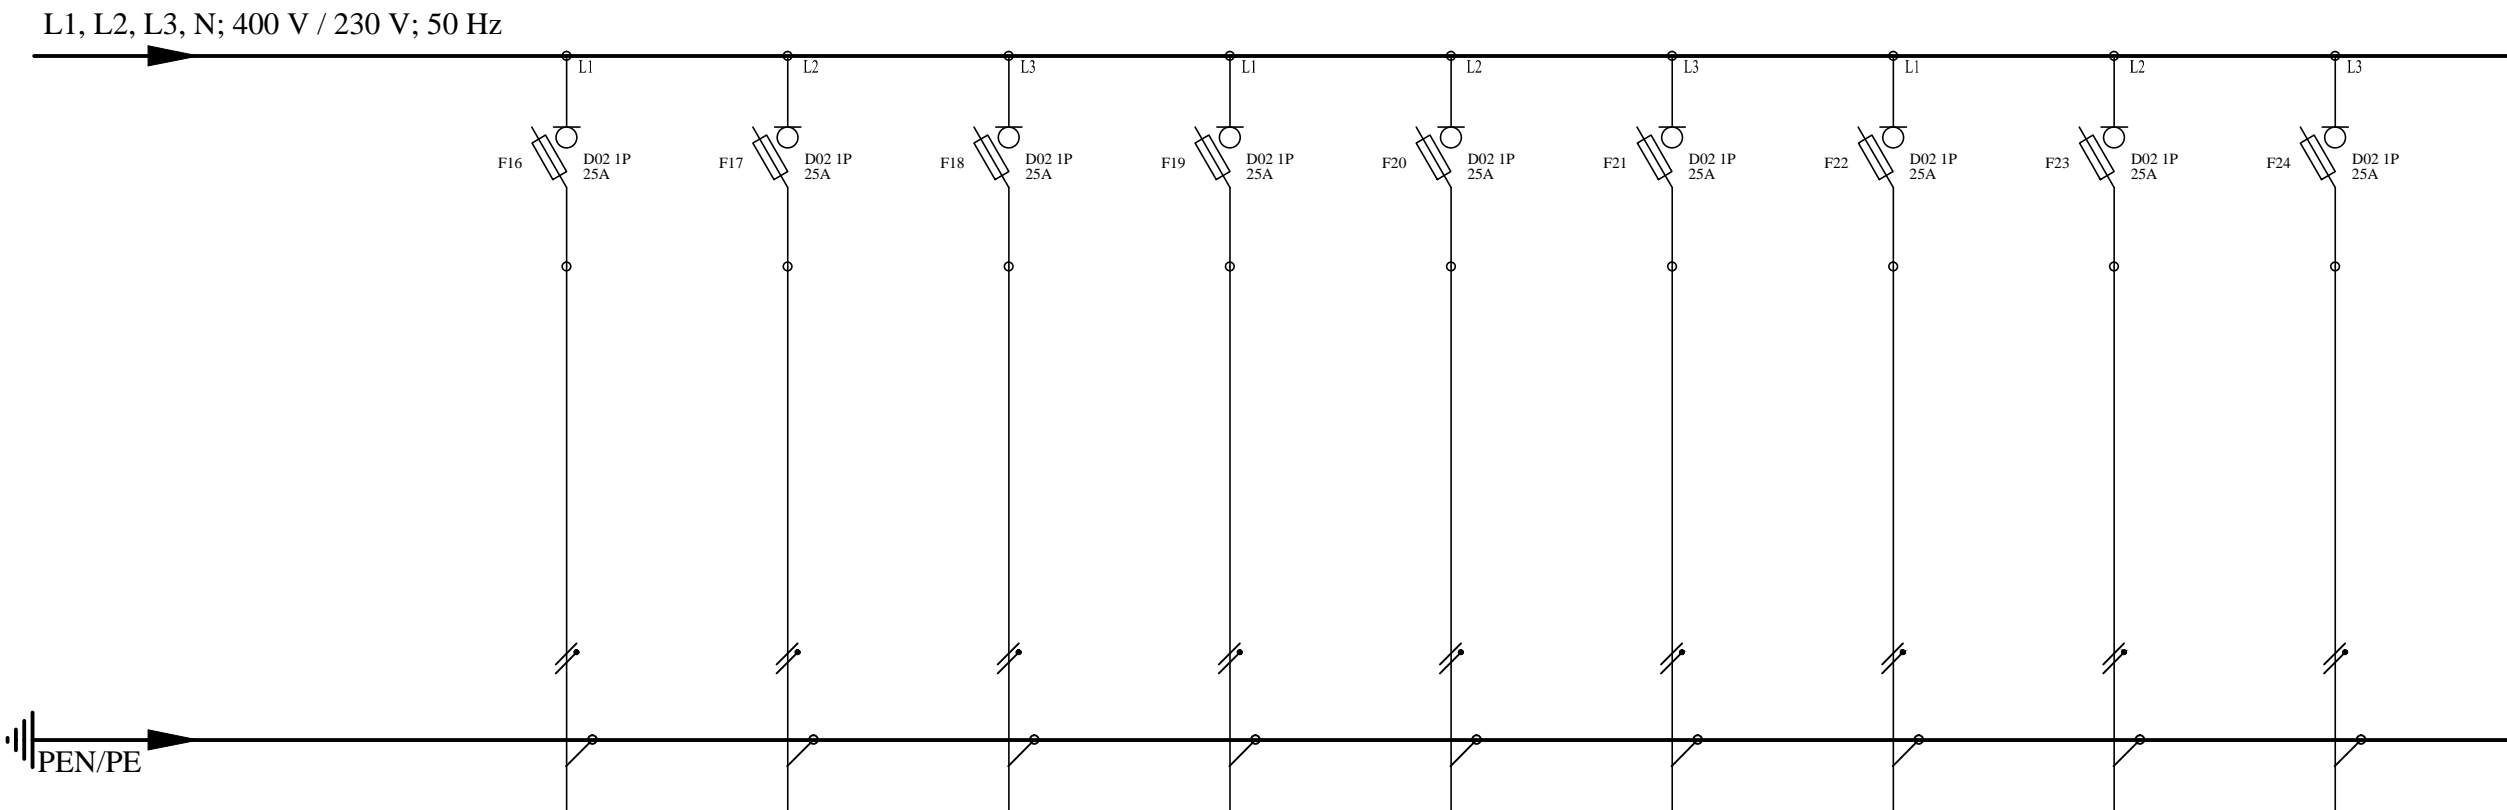 L1, L2, L3, N; 400 V / 230 V; 50 Hz
L1 L2 L3 L1 L2 L3 L1 L2 L3
F16 D02 1P
25A
F17 D02 1P
25A
F18 D02 1P
25A
F19 D02 1P
25A
F20 D02 1P
25A
F21 D02 1P
25A
F22 D02 1P
25A
F23 D02 1P
25A
F24 D02 1P
25A
PEN/PE